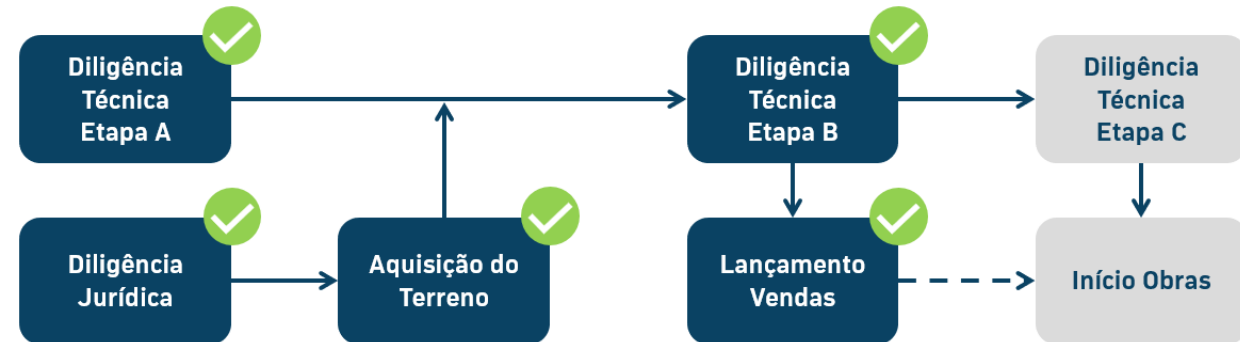 Diligência
Técnica
Etapa A
Diligência
Técnica
Etapa B
Diligência
Técnica
Etapa C
Diligência
Jurídica
Aquisição do
Terreno
Lançamento
Vendas
Início Obras